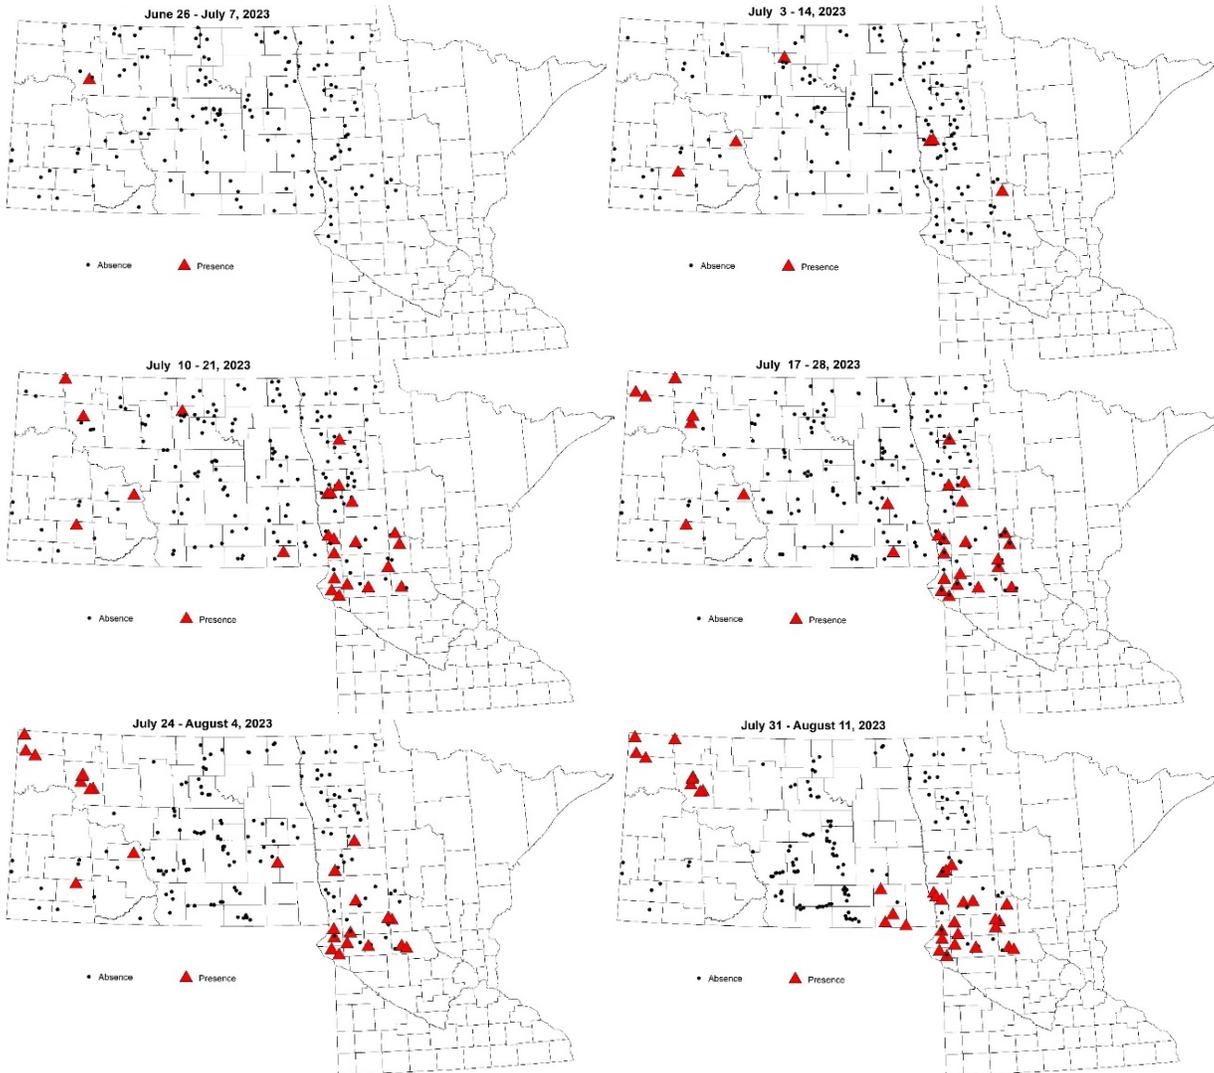 June 26 - July 7, 2023
July 3 - 14, 2023
Absence
Presence
Absence
Presence
July 10 - 21, 2023
July 17 - 28, 2023
Absence
Presence
Absence
Presence
July 24 - August 4, 2023
July 31 - August 11, 2023
Absence
Presence
Absence
Presence